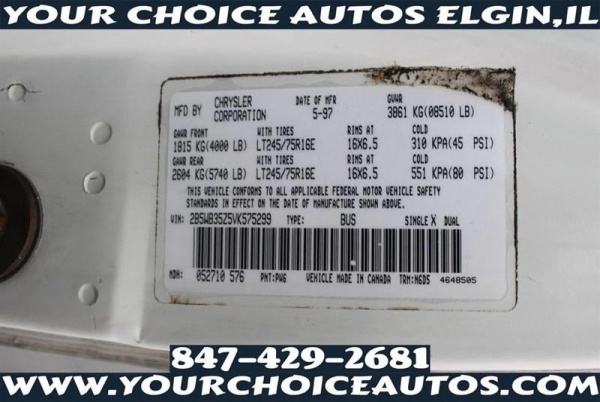 YOUR CHOICE AUTOS ELGIN,IL
MFD BY CHRYSLER CORPORATION DATE OF MFR 5-97 GVWR 3861 KG(08510 LB)
GAWR FRONT WITH TIRES RIMS AT COLD
1815 KG(4000 LB) LT245/75R16E 16X6.5 310 KPA(45 PSI)
GAWR REAR WITH TIRES RIMS AT COLD
2604 KG(5740 LB) LT245/75R16E 16X6.5 551 KPA(80 PSI)
THIS VEHICLE CONFORMS TO ALL APPLICABLE FEDERAL MOTOR VEHICLE SAFETY
STANDARDS IN EFFECT ON THE DATE OF MANUFACTURE SHOWN ABOVE.
VIN: 2B5WB35Z5VK575299 TYPE: BUS SINGLE X DUAL
MDH: 052710 576 PNT:PW6 VEHICLE MADE IN CANADA TRM:N6D5 4648505
847-429-2681
WWW.YOURCHOICEAUTOS.COM